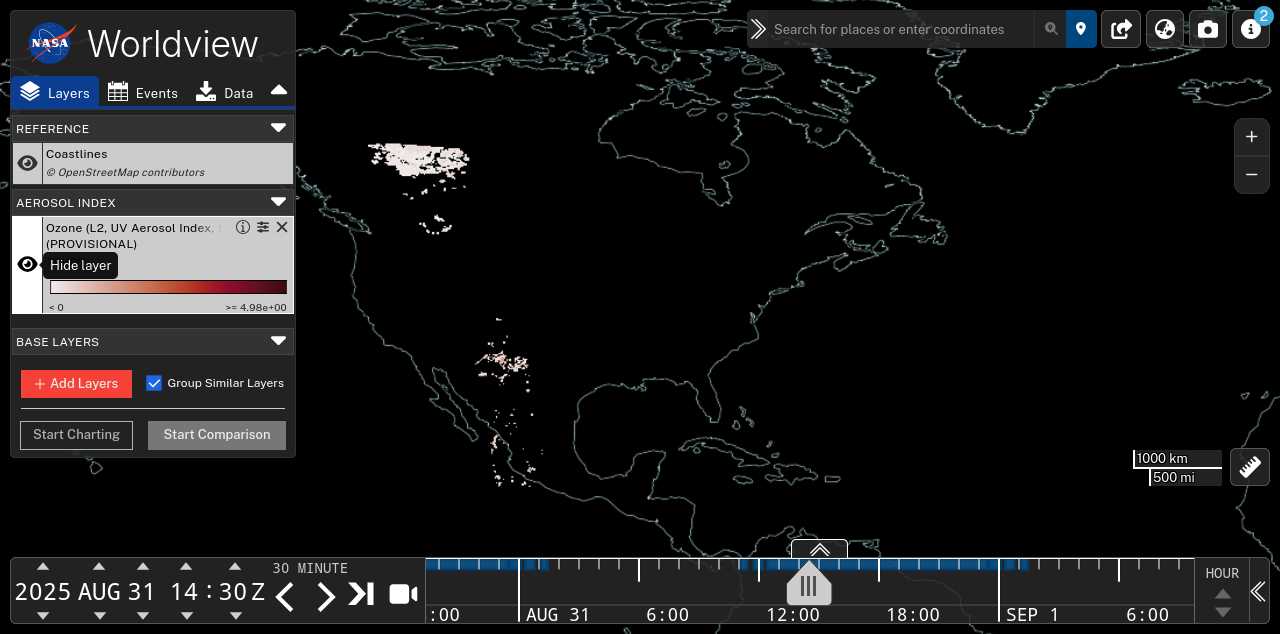 NASA
Worldview
Layers
Events
Data
REFERENCE
Coastlines
© OpenStreetMap contributors
AEROSOL INDEX
Ozone (L2, UV Aerosol Index,
(PROVISIONAL)
Hide layer
< 0
>= 4.98e+00
BASE LAYERS
+ Add Layers
Group Similar Layers
Start Charting
Start Comparison
Search for places or enter coordinates
2
+
−
1000 km
500 mi
2025 AUG 31 14 : 30 Z
30 MINUTE
:00
AUG 31
6:00
12:00
18:00
SEP 1
6:00
HOUR